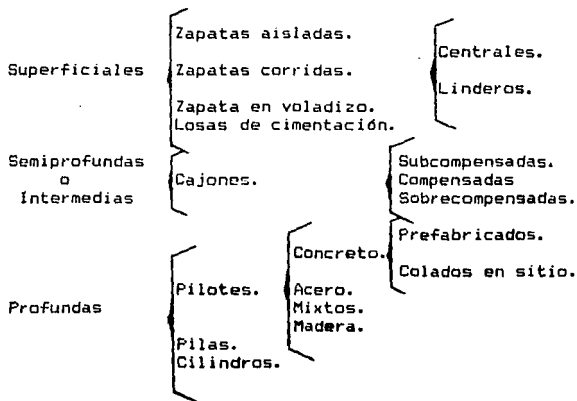 Zapatas aisladas.
Centrales.
Superficiales
Zapatas corridas.
Linderos.
Zapata en voladizo.
Losas de cimentación.
Semiprofundas
o
Intermedias
Cajones.
Subcompensadas.
Compensadas
Sobrecompensadas.
Prefabricados.
Concreto.
Colados en sitio.
Pilotes.
Acero.
Mixtos.
Madera.
Profundas
Pilas.
Cilindros.